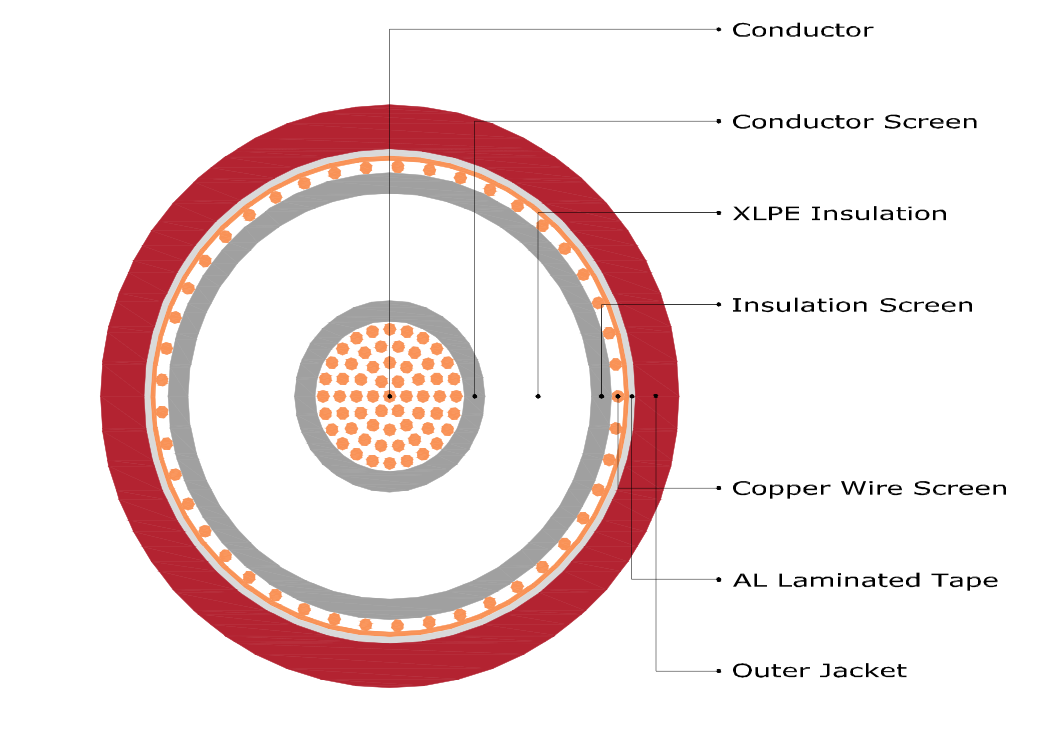 Conductor
Conductor Screen
XLPE Insulation
Insulation Screen
Copper Wire Screen
AL Laminated Tape
Outer Jacket